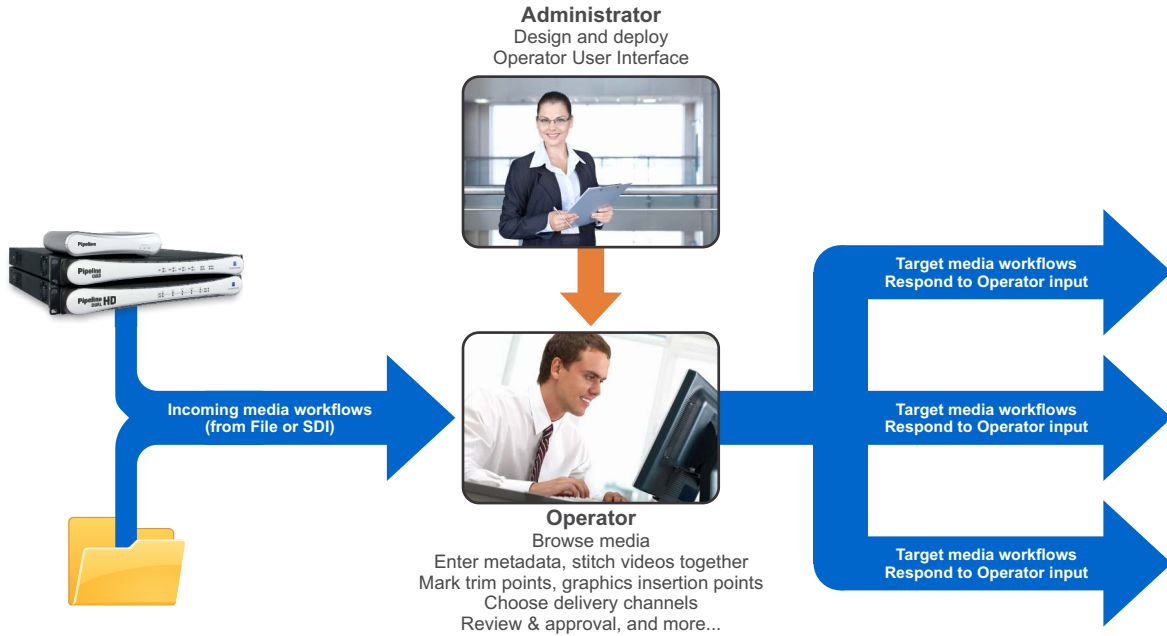 Administrator
Design and deploy
Operator User Interface
Pipeline
Pipeline
Pipeline
DUAL HD
Incoming media workflows
(from File or SDI)
Target media workflows
Respond to Operator input
Target media workflows
Respond to Operator input
Target media workflows
Respond to Operator input
Operator
Browse media
Enter metadata, stitch videos together
Mark trim points, graphics insertion points
Choose delivery channels
Review & approval, and more...